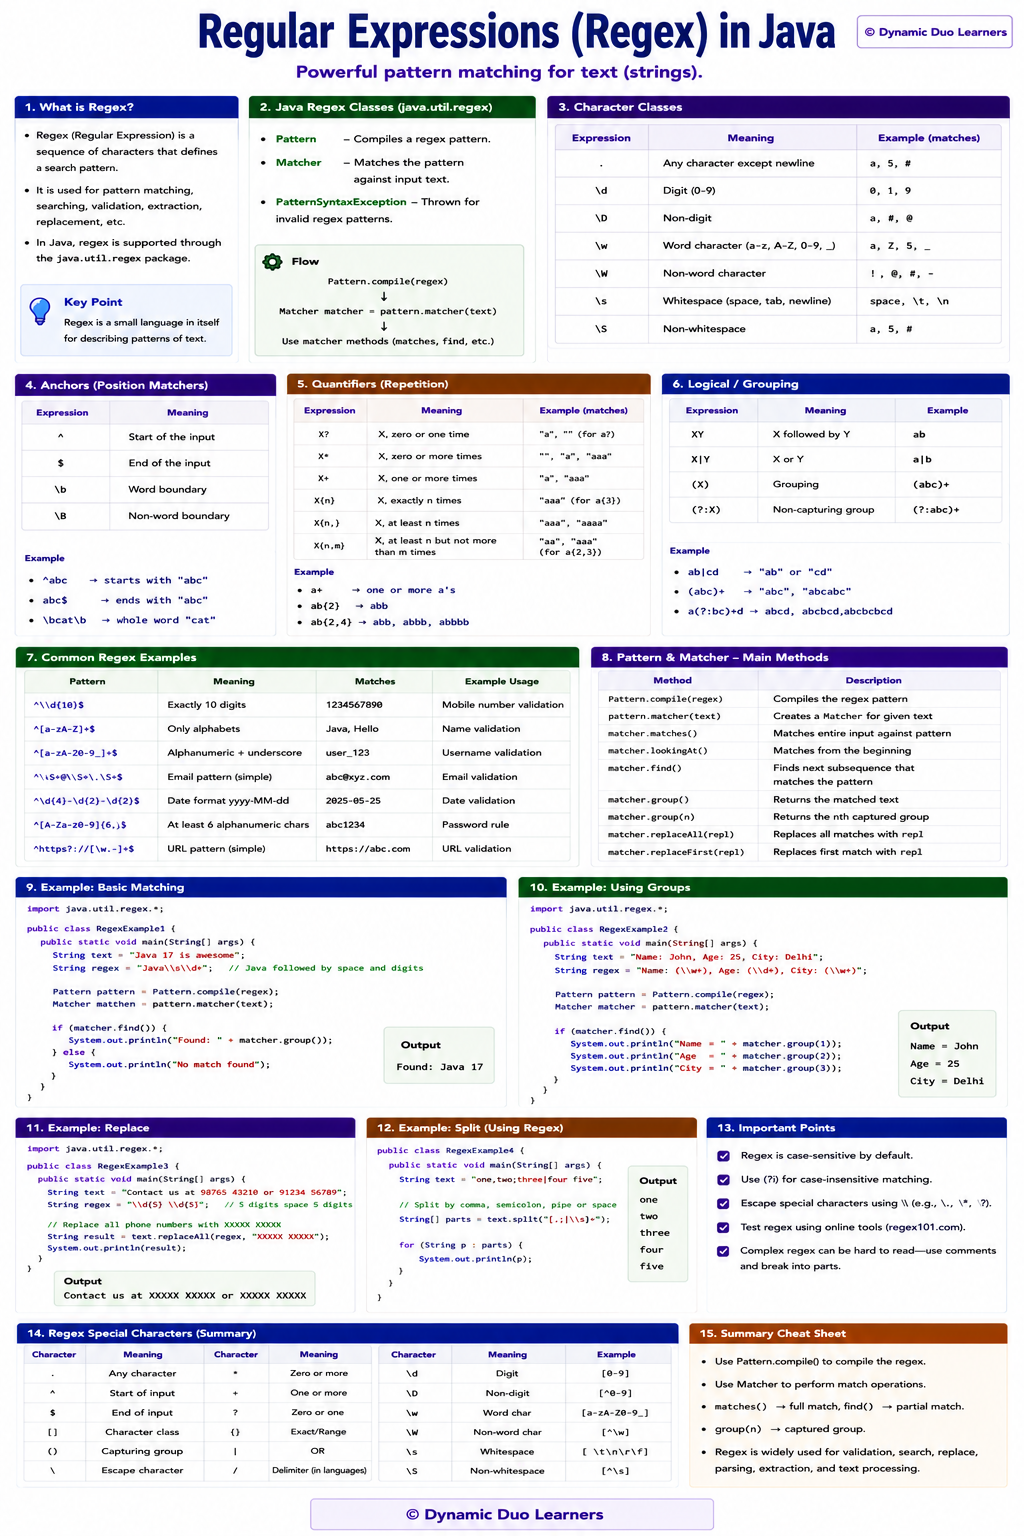 Regular Expressions (Regex) in Java
© Dynamic Duo Learners
Powerful pattern matching for text (strings).
1. What is Regex?
• Regex (Regular Expression) is a
sequence of characters that defines
a search pattern.
• It is used for pattern matching,
searching, validation, extraction,
replacement, etc.
• In Java, regex is supported through
the java.util.regex package.
Key Point
Regex is a small language in itself
for describing patterns of text.
2. Java Regex Classes (java.util.regex)
• Pattern – Compiles a regex pattern.
• Matcher – Matches the pattern
against input text.
• PatternSyntaxException – Thrown for
invalid regex patterns.
Flow
Pattern.compile(regex)
↓
Matcher matcher = pattern.matcher(text)
↓
Use matcher methods (matches, find, etc.)
3. Character Classes
Expression Meaning Example (matches)
. Any character except newline a, 5, #
\d Digit (0–9) 0, 1, 9
\D Non-digit a, #, @
\w Word character (a–z, A–Z, 0–9, _) a, Z, 5, _
\W Non-word character ! , @, #, –
\s Whitespace (space, tab, newline) space, \t, \n
\S Non-whitespace a, 5, #
4. Anchors (Position Matchers)
Expression Meaning
^ Start of the input
$ End of the input
\b Word boundary
\B Non-word boundary
Example
• ^abc → starts with "abc"
• abc$ → ends with "abc"
• \bcat\b → whole word "cat"
5. Quantifiers (Repetition)
Expression Meaning Example (matches)
X? X, zero or one time "a", "" (for a?)
X* X, zero or more times "", "a", "aaa"
X+ X, one or more times "a", "aaa"
X{n} X, exactly n times "aaa" (for a{3})
X{n,} X, at least n times "aaa", "aaaa"
X{n,m} X, at least n but not more than m times "aa", "aaa" (for a{2,3})
Example
• a+ → one or more a's
• ab{2} → abb
• ab{2,4} → abb, abbb, abbbb
6. Logical / Grouping
Expression Meaning Example
XY X followed by Y ab
X|Y X or Y a|b
(X) Grouping (abc)+
(?:X) Non-capturing group (?:abc)+
Example
• ab|cd → "ab" or "cd"
• (abc)+ → "abc", "abcabc"
• a(?:bc)+d → abcd, abcbcd,abcbcbcd
7. Common Regex Examples
Pattern Meaning Matches Example Usage
^\\d{10}$ Exactly 10 digits 1234567890 Mobile number validation
^[a-zA-Z]+$ Only alphabets Java, Hello Name validation
^[a-zA-Z0-9_]+$ Alphanumeric + underscore user_123 Username validation
Email pattern (simple) abc@xyz.com Email validation
^\d{4}-\d{2}-\d{2}$ Date format yyyy-MM-dd 2025-05-25 Date validation
^[A-Za-z0-9]{6,}$ At least 6 alphanumeric chars abc1234 Password rule
^https?://[\w.-]+$ URL pattern (simple) https://abc.com URL validation
8. Pattern & Matcher – Main Methods
Method Description
Pattern.compile(regex) Compiles the regex pattern
pattern.matcher(text) Creates a Matcher for given text
matcher.matches() Matches entire input against pattern
matcher.lookingAt() Matches from the beginning
matcher.find() Finds next subsequence that
matches the pattern
matcher.group() Returns the matched text
matcher.group(n) Returns the nth captured group
matcher.replaceAll(repl) Replaces all matches with repl
matcher.replaceFirst(repl) Replaces first match with repl
9. Example: Basic Matching
import java.util.regex.*;
public class RegexExample1 {
public static void main(String[] args) {
String text = "Java 17 is awesome";
String regex = "Java\\s\\d+"; // Java followed by space and digits
Pattern pattern = Pattern.compile(regex);
Matcher matthen = pattern.matcher(text);
if (matcher.find()) {
System.out.println("Found: " + matcher.group());
} else {
System.out.println("No match found");
}
}
}
Output
Found: Java 17
10. Example: Using Groups
import java.util.regex.*;
public class RegexExample2 {
public static void main(String[] args) {
String text = "Name: John, Age: 25, City: Delhi";
String regex = "Name: (\\w+), Age: (\\d+), City: (\\w+)";
Pattern pattern = Pattern.compile(regex);
Matcher matcher = pattern.matcher(text);
if (matcher.find()) {
System.out.println("Name = " + matcher.group(1));
System.out.println("Age = " + matcher.group(2));
System.out.println("City = " + matcher.group(3));
}
}
}
Output
Name = John
Age = 25
City = Delhi
11. Example: Replace
import java.util.regex.*;
public class RegexExample3 {
public static void main(String[] args) {
String text = "Contact us at 98765 43210 or 91234 56789";
String regex = "\\d{5} \\d{5}"; // 5 digits space 5 digits
// Replace all phone numbers with XXXXX XXXXX
String result = text.replaceAll(regex, "XXXXX XXXXX");
System.out.println(result);
}
}
Output
Contact us at XXXXX XXXXX or XXXXX XXXXX
12. Example: Split (Using Regex)
public class RegexExample4 {
public static void main(String[] args) {
String text = "one,two;three|four five";
// Split by comma, semicolon, pipe or space
String[] parts = text.split("[.;|\\s]+");
for (String p : parts) {
System.out.println(p);
}
}
}
Output
one
two
three
four
five
13. Important Points
Regex is case-sensitive by default.
Use (?i) for case-insensitive matching.
Escape special characters using \\ (e.g., \., \*, \?).
Test regex using online tools (regex101.com).
Complex regex can be hard to read—use comments
and break into parts.
14. Regex Special Characters (Summary)
Character Meaning Character Meaning Character Meaning Example
. Any character * Zero or more \d Digit [0-9]
^ Start of input + One or more \D Non-digit [^0-9]
$ End of input ? Zero or one \w Word char [a-zA-Z0-9_]
[] Character class {} Exact/Range \W Non-word char [^\w]
() Capturing group | OR \s Whitespace [ \t\n\r\f]
\ Escape character / Delimiter (in languages) \S Non-whitespace [^\s]
15. Summary Cheat Sheet
• Use Pattern.compile() to compile the regex.
• Use Matcher to perform match operations.
• matches() → full match, find() → partial match.
• group(n) → captured group.
• Regex is widely used for validation, search, replace,
parsing, extraction, and text processing.
© Dynamic Duo Learners